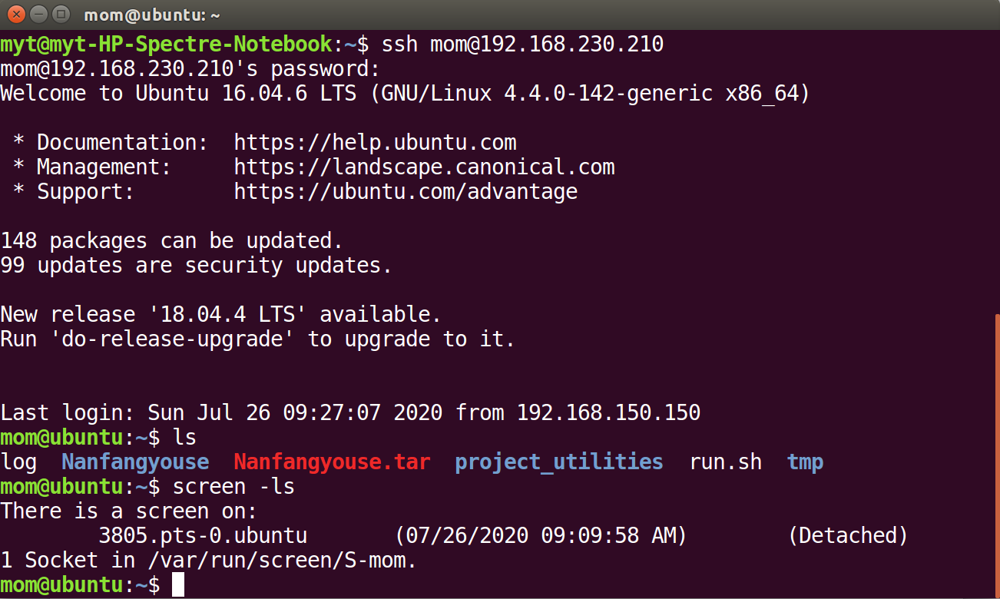 mom@ubuntu: ~
myt@myt-HP-Spectre-Notebook:~$ ssh mom@192.168.230.210
mom@192.168.230.210's password:
Welcome to Ubuntu 16.04.6 LTS (GNU/Linux 4.4.0-142-generic x86_64)
* Documentation:  https://help.ubuntu.com
* Management:     https://landscape.canonical.com
* Support:        https://ubuntu.com/advantage
148 packages can be updated.
99 updates are security updates.
New release '18.04.4 LTS' available.
Run 'do-release-upgrade' to upgrade to it.
Last login: Sun Jul 26 09:27:07 2020 from 192.168.150.150
mom@ubuntu:~$ ls
log  Nanfangyouse  Nanfangyouse.tar  project_utilities  run.sh  tmp
mom@ubuntu:~$ screen -ls
There is a screen on:
3805.pts-0.ubuntu       (07/26/2020 09:09:58 AM)        (Detached)
1 Socket in /var/run/screen/S-mom.
mom@ubuntu:~$